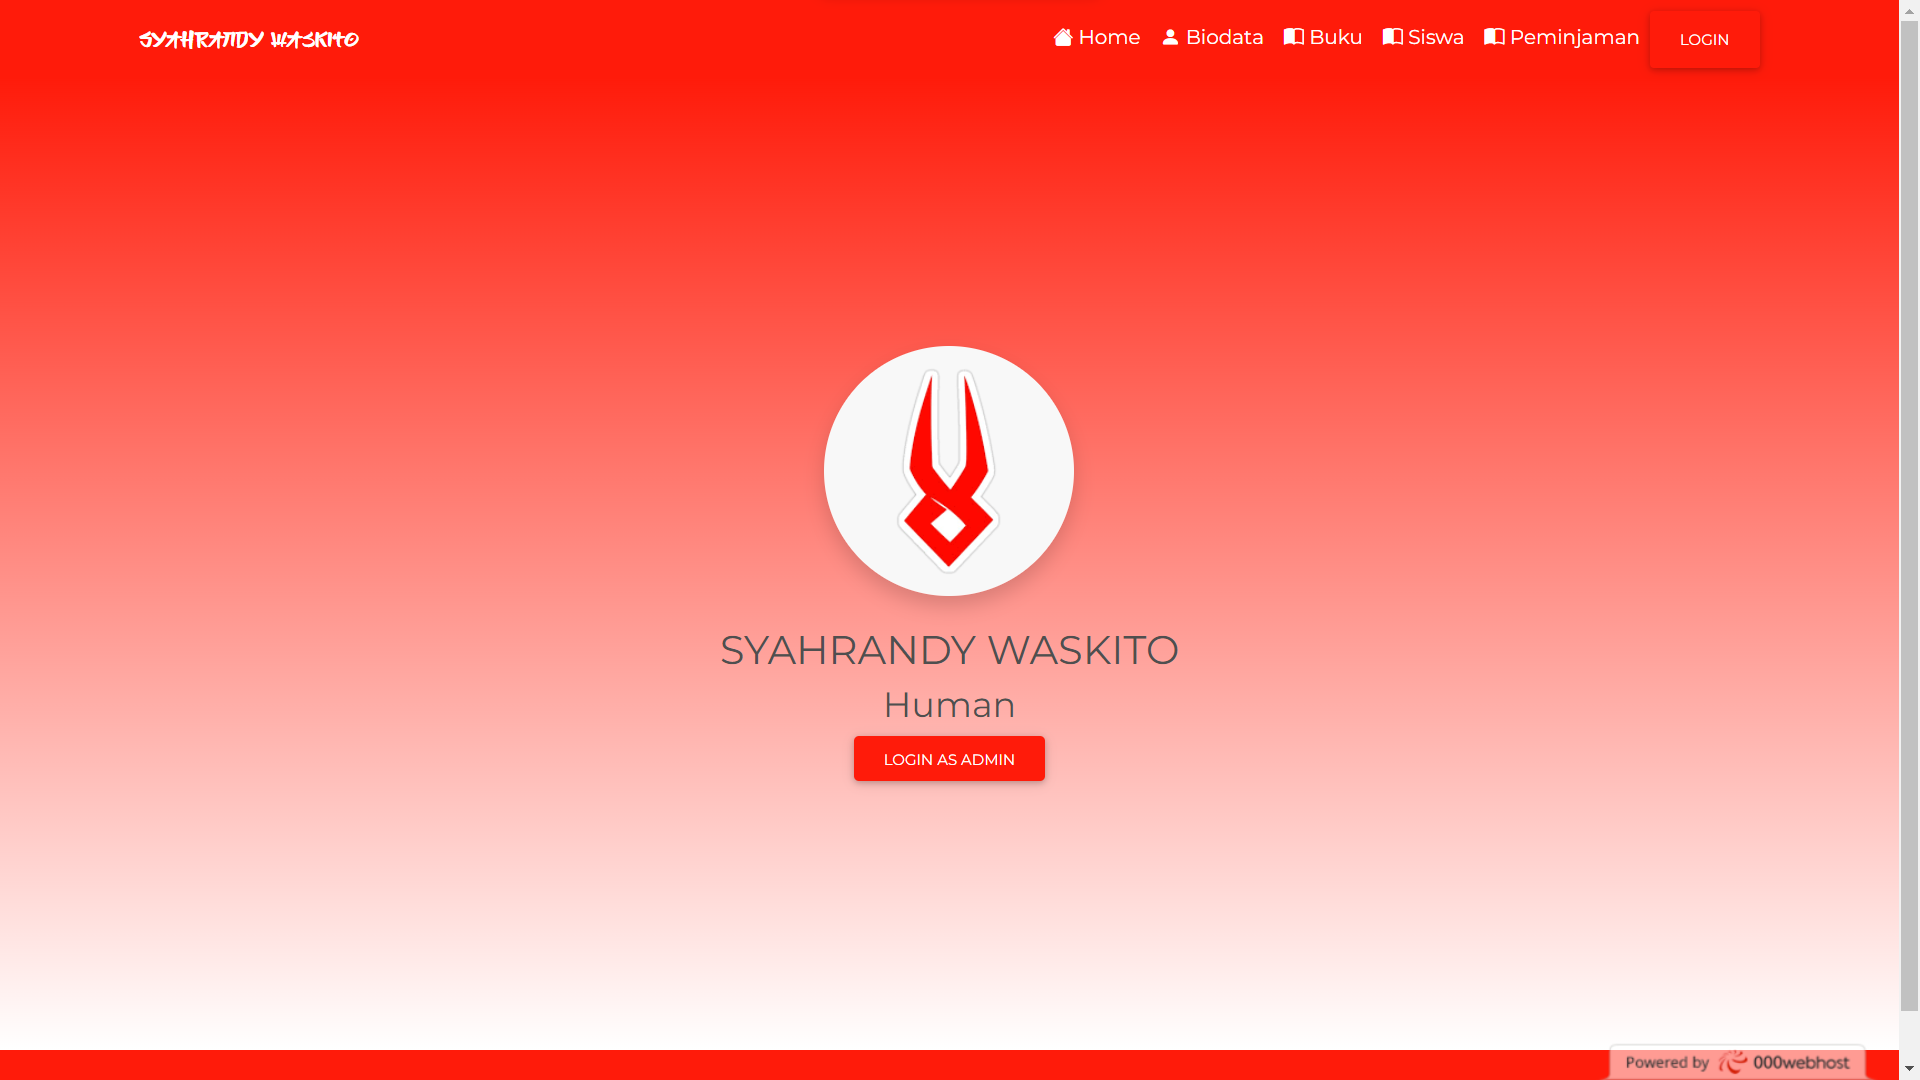 SYAHRANDY WASKITO
Home Biodata Buku Siswa Peminjaman LOGIN
SYAHRANDY WASKITO
Human
LOGIN AS ADMIN
Powered by 000webhost